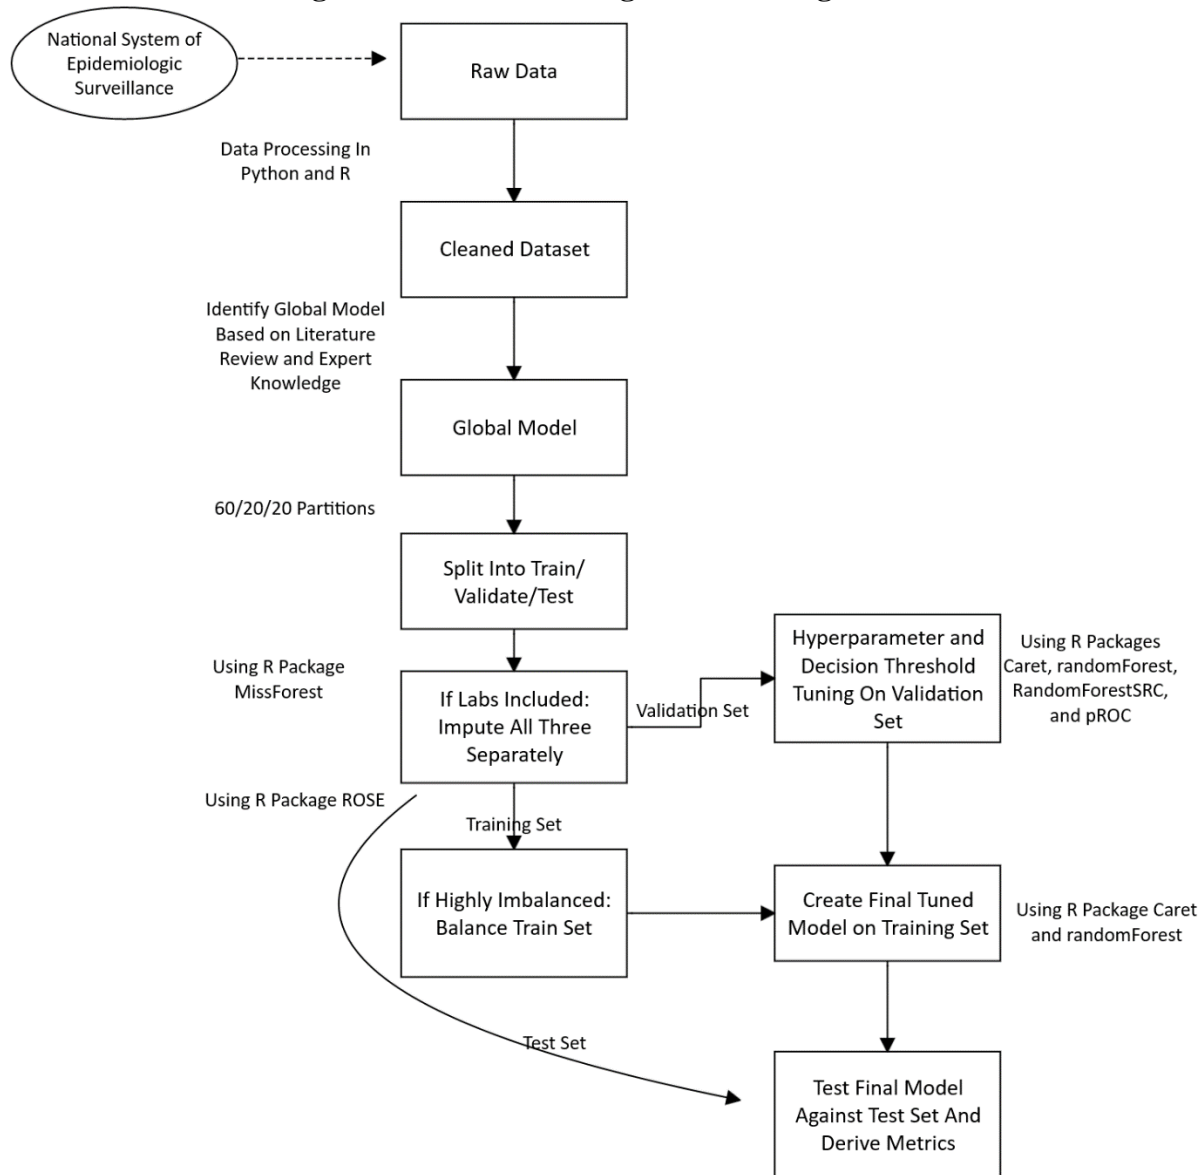 National System of
Epidemiologic
Surveillance
Raw Data
Data Processing In
Python and R
Cleaned Dataset
Identify Global Model
Based on Literature
Review and Expert
Knowledge
Global Model
60/20/20 Partitions
Split Into Train/
Validate/Test
Using R Package
MissForest
If Labs Included:
Impute All Three
Separately
Validation Set
Hyperparameter and
Decision Threshold
Tuning On Validation
Set
Using R Packages
Caret, randomForest,
RandomForestSRC,
and pROC
Using R Package ROSE
Training Set
If Highly Imbalanced:
Balance Train Set
Create Final Tuned
Model on Training Set
Using R Package Caret
and randomForest
Test Set
Test Final Model
Against Test Set And
Derive Metrics